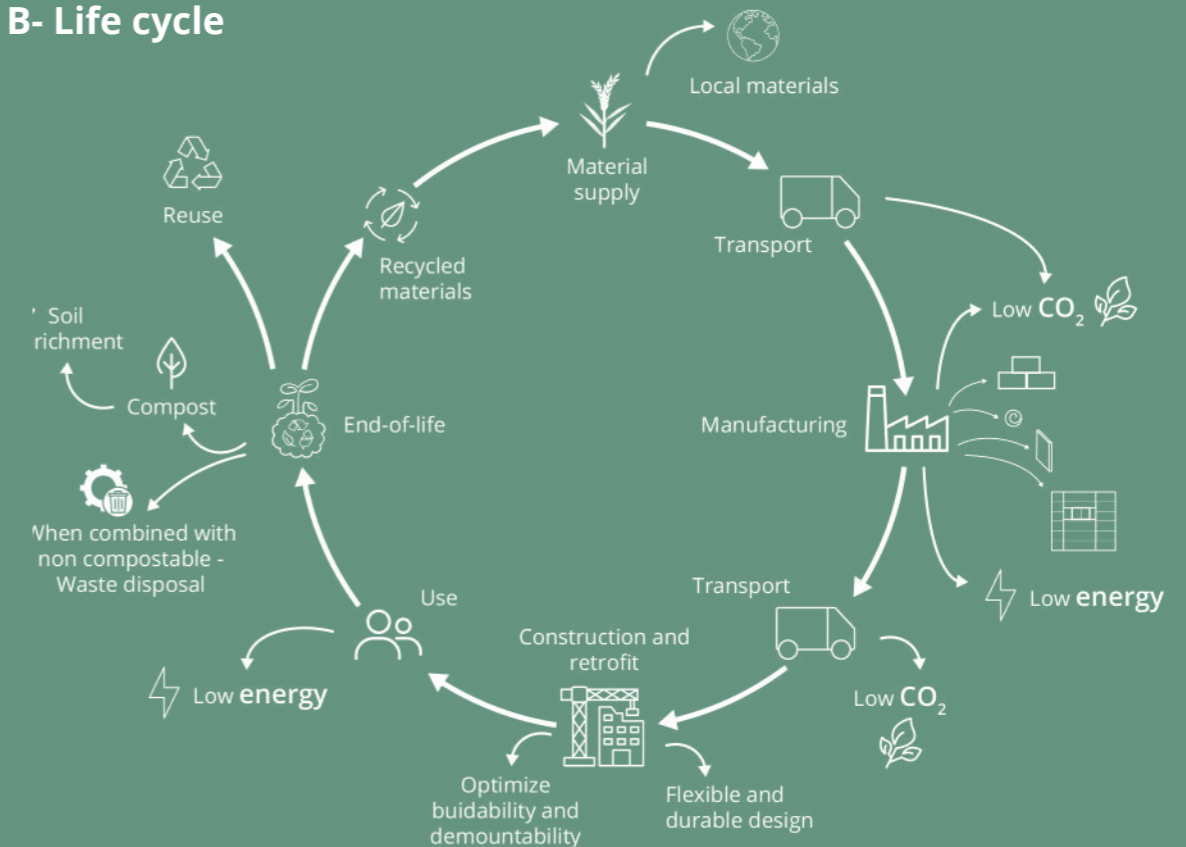 B- Life cycle
Local materials
Material
supply
Transport
Low CO₂
Reuse
Recycled
materials
Soil
richment
Compost
End-of-life
Manufacturing
When combined with
non compostable -
Waste disposal
Low energy
Transport
Use
Construction and
retrofit
Low energy
Low CO₂
Optimize
buidability and
demountability
Flexible and
durable design